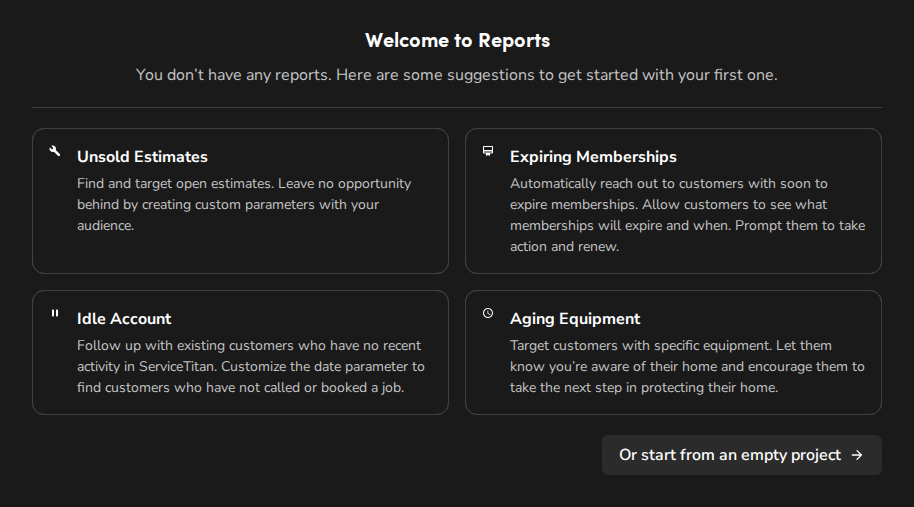 Welcome to Reports
You don't have any reports. Here are some suggestions to get started with your first one.
Unsold Estimates
Find and target open estimates. Leave no opportunity
behind by creating custom parameters with your
audience.
Expiring Memberships
Automatically reach out to customers with soon to
expire memberships. Allow customers to see what
memberships will expire and when. Prompt them to take
action and renew.
Idle Account
Follow up with existing customers who have no recent
activity in ServiceTitan. Customize the date parameter to
find customers who have not called or booked a job.
Aging Equipment
Target customers with specific equipment. Let them
know you're aware of their home and encourage them to
take the next step in protecting their home.
Or start from an empty project